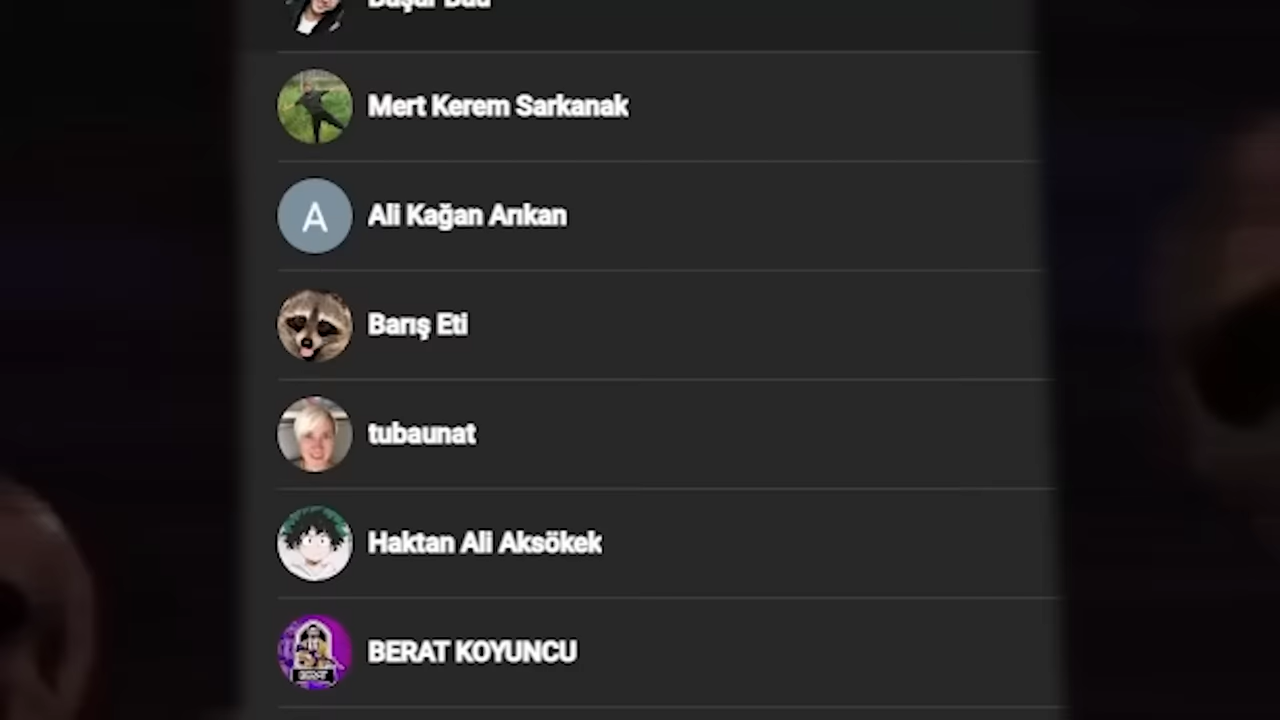 Mert Kerem Sarkanak
A
Ali Kağan Arıkan
Barış Eti
tubaunat
Haktan Ali Aksökek
BERAT KOYUNCU